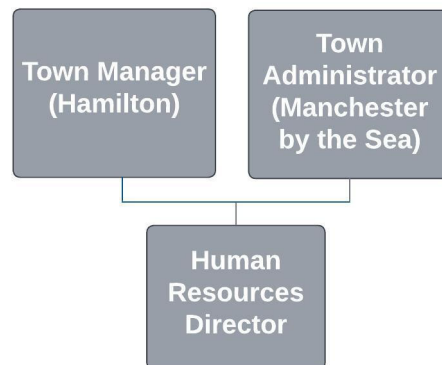 Town Manager
(Hamilton)
Town
Administrator
(Manchester
by the Sea)
Human
Resources
Director